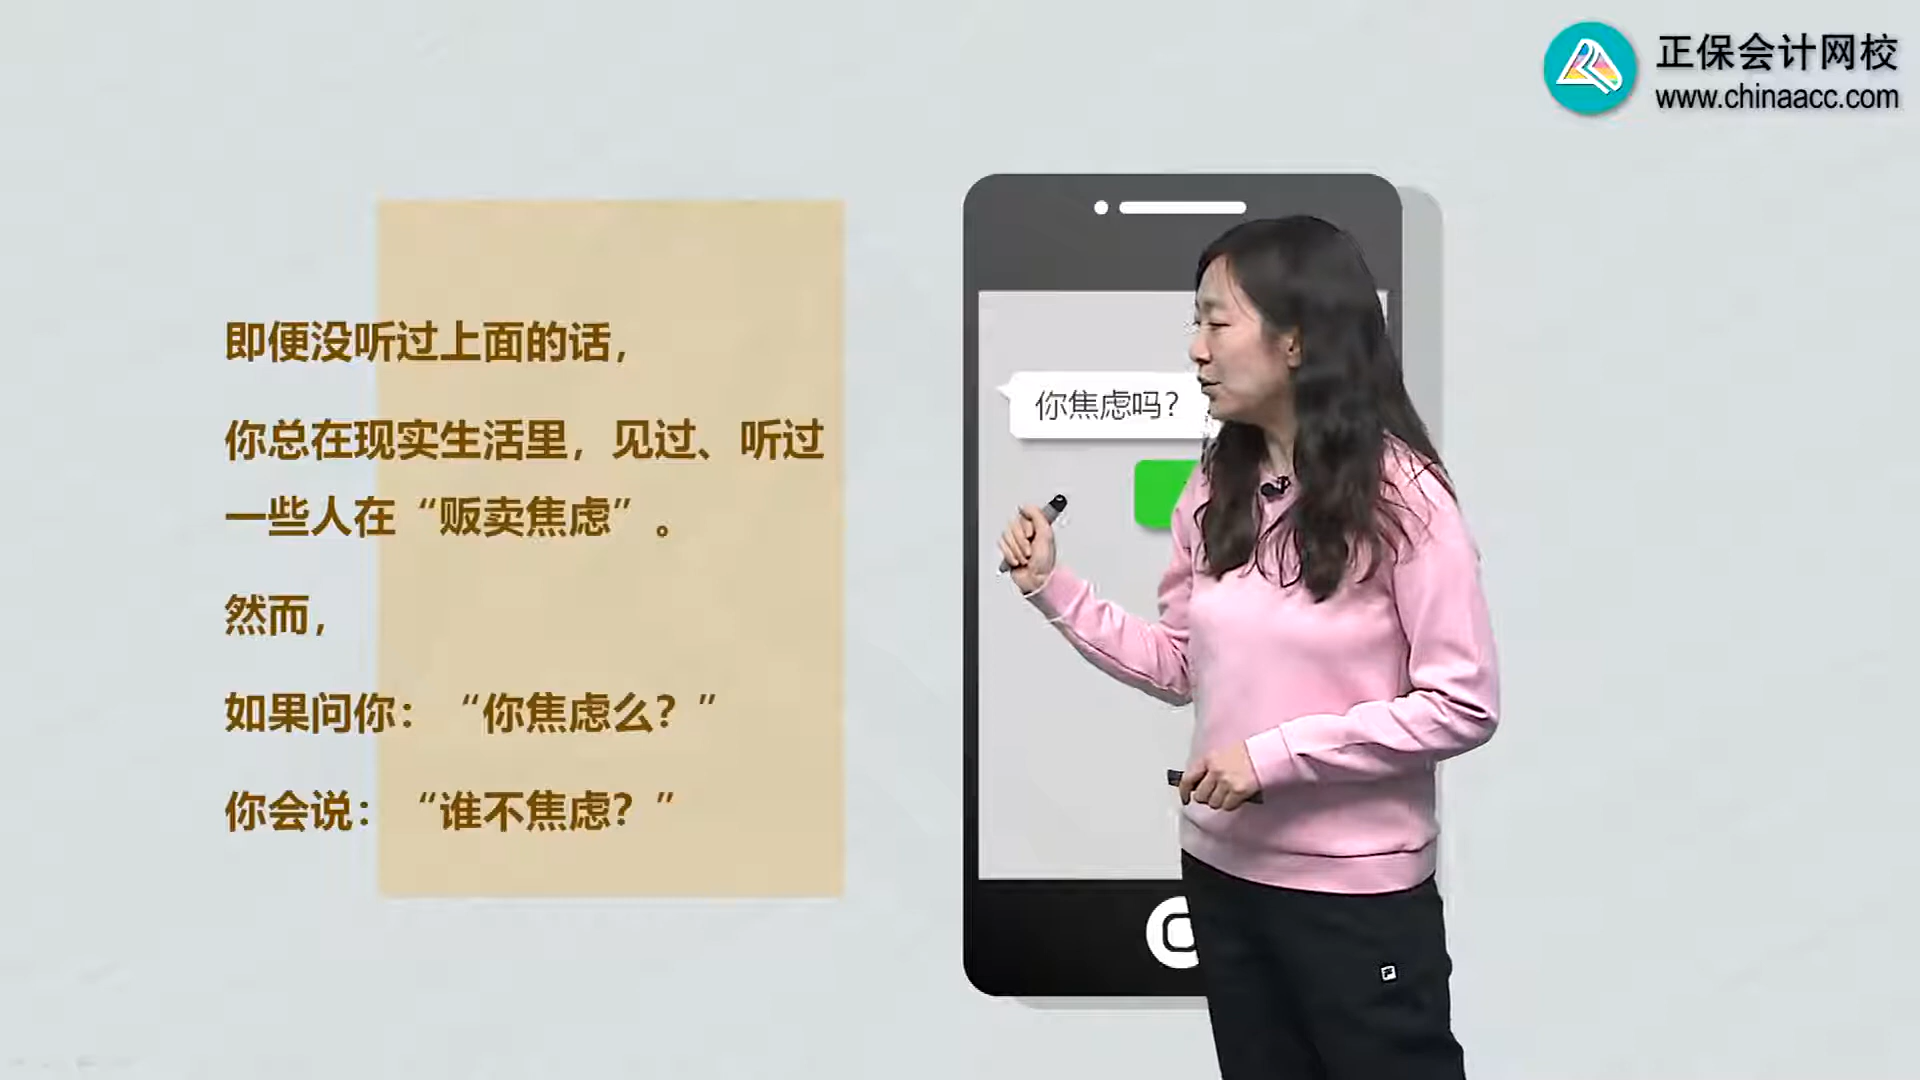 正保会计网校
www.chinaacc.com
即便没听过上面的话，
你总在现实生活里，见过、听过
一些人在“贩卖焦虑”。
然而，
如果问你：“你焦虑么？”
你会说：“谁不焦虑？”
你焦虑吗?